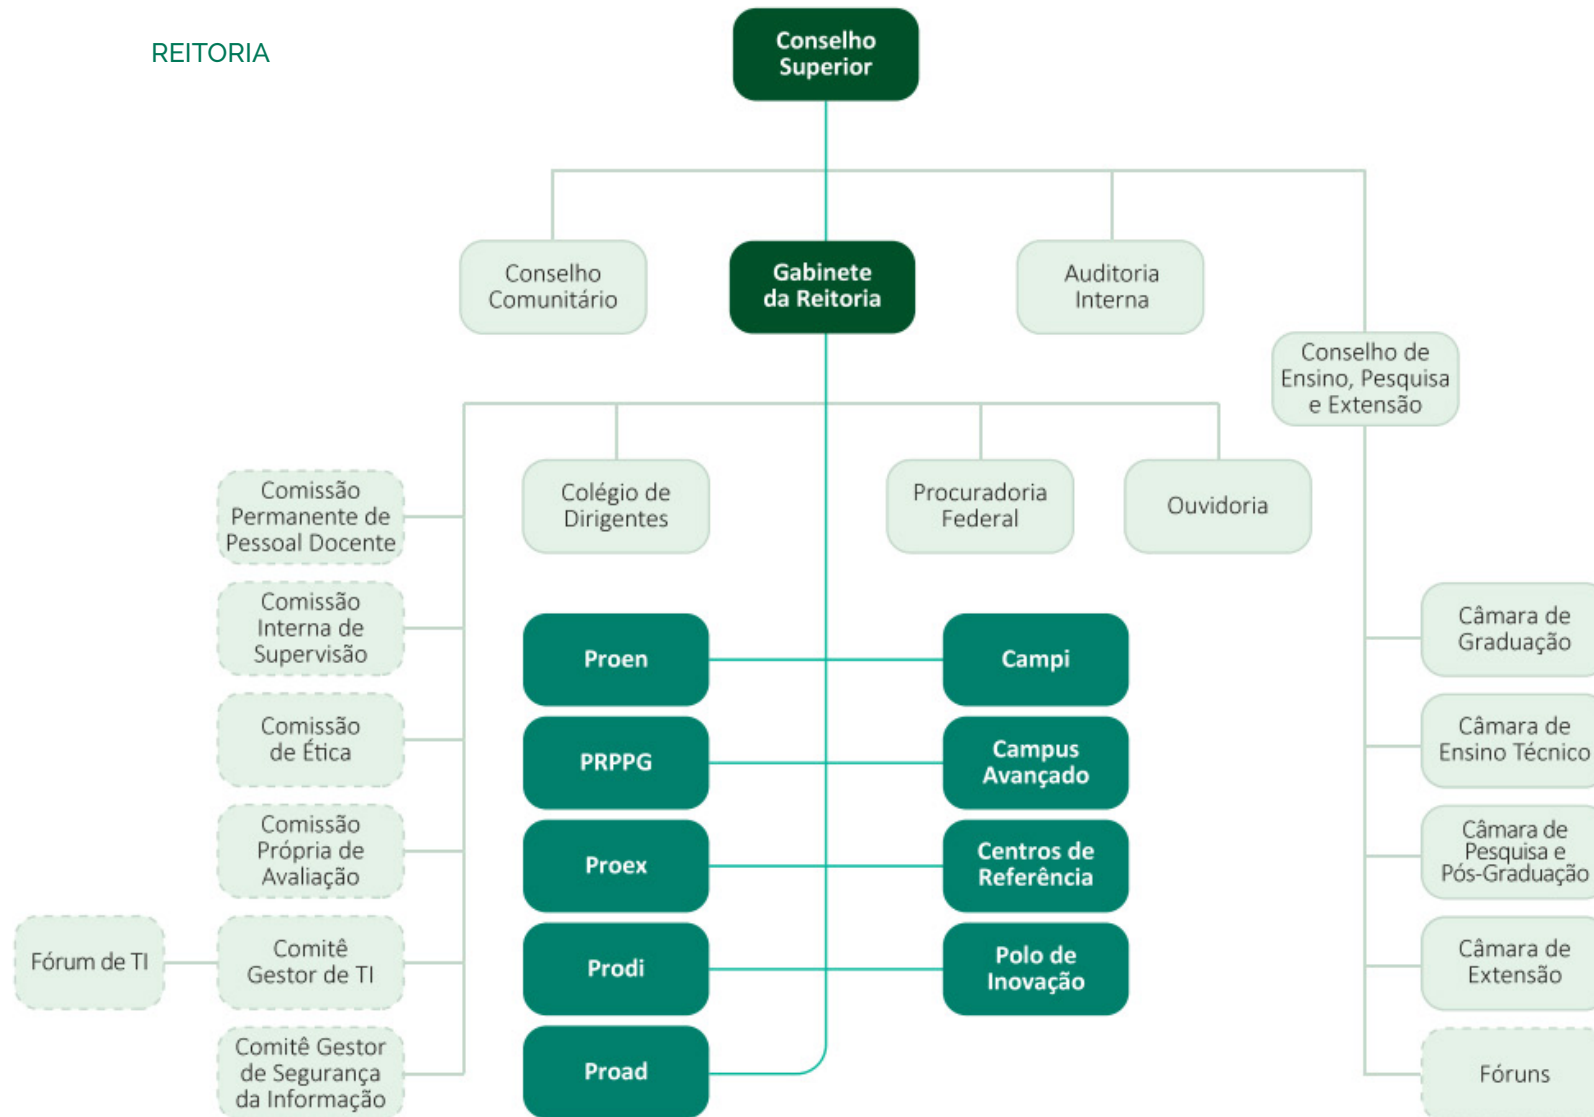 REITORIA
Conselho
Superior
Conselho
Comunitário
Gabinete
da Reitoria
Auditoria
Interna
Conselho de
Ensino, Pesquisa
e Extensão
Colégio de
Dirigentes
Procuradoria
Federal
Ouvidoria
Comissão
Permanente de
Pessoal Docente
Comissão
Interna de
Supervisão
Comissão
de Ética
Comissão
Própria de
Avaliação
Fórum de TI
Comitê
Gestor de TI
Comitê Gestor
de Segurança
da Informação
Proen
Campi
PRPPG
Campus
Avançado
Proex
Centros de
Referência
Prodi
Polo de
Inovação
Proad
Câmara de
Graduação
Câmara de
Ensino Técnico
Câmara de
Pesquisa e
Pós-Graduação
Câmara de
Extensão
Fóruns